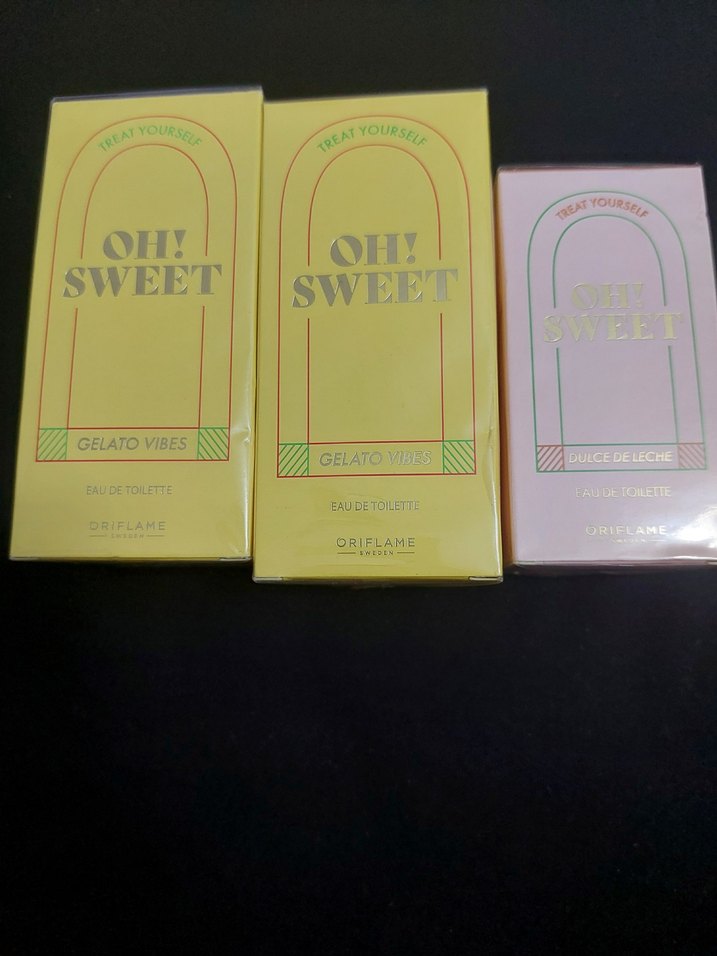 TREAT YOURSELF
OH!
SWEET
GELATO VIBES
EAU DE TOILETTE
ORIFLAME
SWEDEN
TREAT YOURSELF
OH!
SWEET
GELATO VIBES
EAU DE TOILETTE
ORIFLAME
SWEDEN
TREAT YOURSELF
OH!
SWEET
DULCE DE LECHE
EAU DE TOILETTE
ORIFLAME
SWEDEN